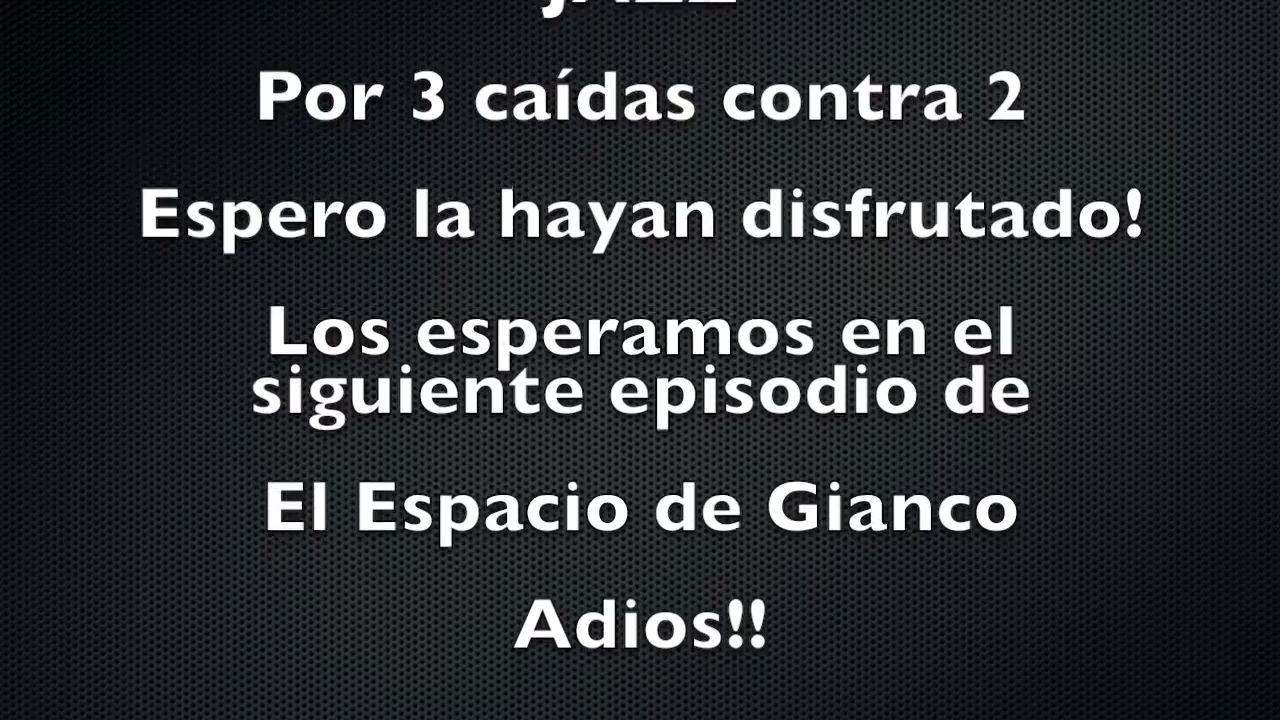 Por 3 caídas contra 2
Espero la hayan disfrutado!
Los esperamos en el
siguiente episodio de
El Espacio de Gianco
Adios!!